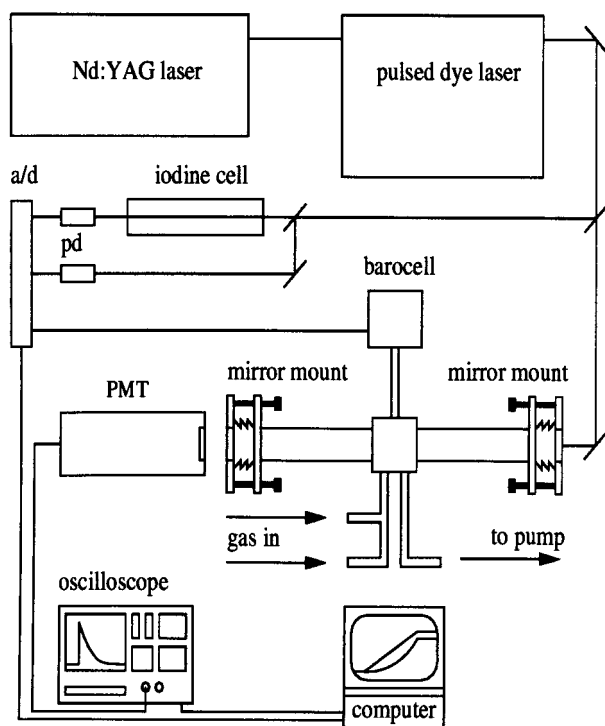 Nd:YAG laser
pulsed dye laser
a/d
iodine cell
pd
barocell
PMT
mirror mount
mirror mount
gas in
to pump
oscilloscope
computer